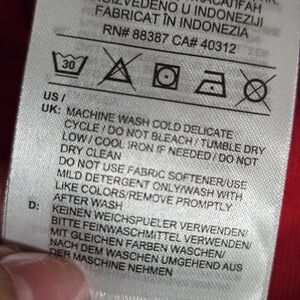 IZVEDENO U INDONEZIJI
FABRICAT ÎN INDONEZIA
RN# 88387 CA# 40312
30
US /
UK: MACHINE WASH COLD DELICATE
CYCLE / DO NOT BLEACH / TUMBLE DRY
LOW / COOL IRON IF NEEDED / DO NOT
DRY CLEAN
DO NOT USE FABRIC SOFTENER/USE
MILD DETERGENT ONLY/WASH WITH
LIKE COLORS/REMOVE PROMPTLY
AFTER WASH
D: KEINEN WEICHSPUELER VERWENDEN/
BITTE FEINWASCHMITTEL VERWENDEN/
MIT GLEICHEN FARBEN WASCHEN/
NACH DEM WASCHEN UMGEHEND AUS
DER MASCHINE NEHMEN